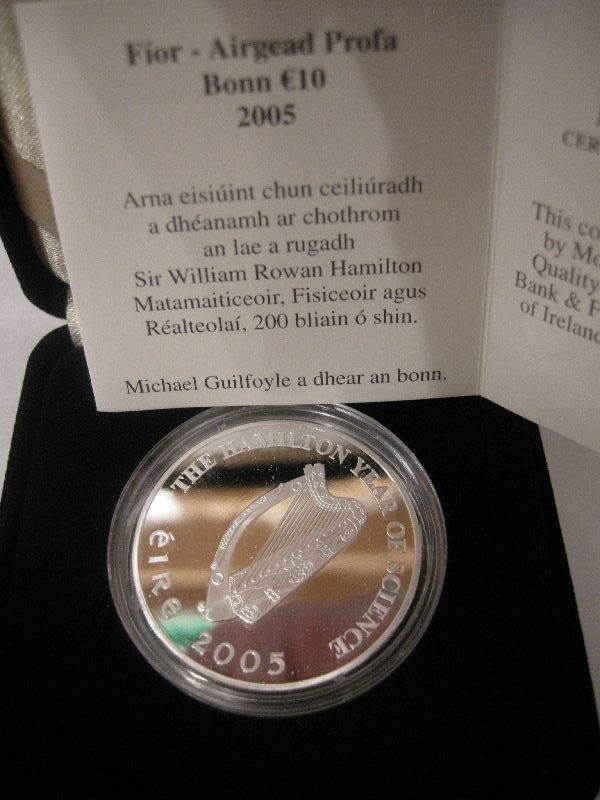 Fíor - Airgead Profa
Bonn €10
2005
Arna eisiúint chun ceiliúradh
a dhéanamh ar chothrom
an lae a rugadh
Sir William Rowan Hamilton
Matamaiticeoir, Fisiceoir agus
Réalteolaí, 200 bliain ó shin.
Michael Guilfoyle a dhear an bonn.
This
by
Quality
Bank &
of Ireland
THE HAMILTON YEAR OF SCIENCE
éire 2005